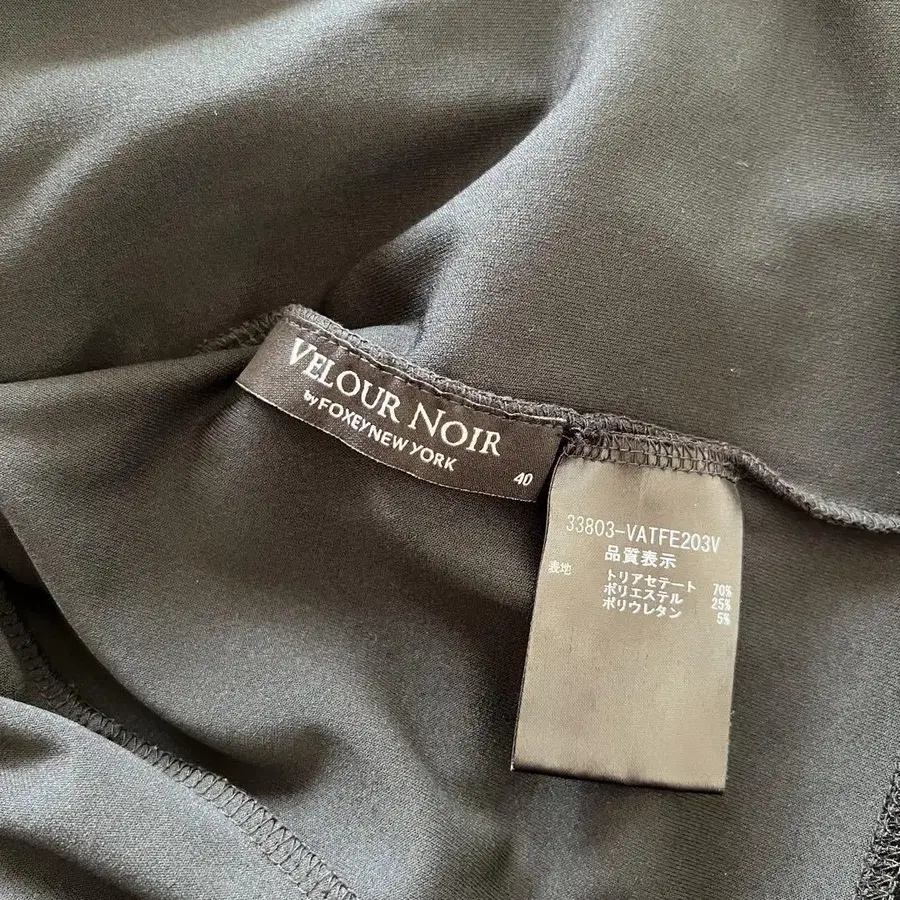 VELOUR NOIR
by FOXEY NEW YORK
40
33803-VATFE203V
品質表示
表地 トリアセテート 70%
ポリエステル 25%
ポリウレタン 5%